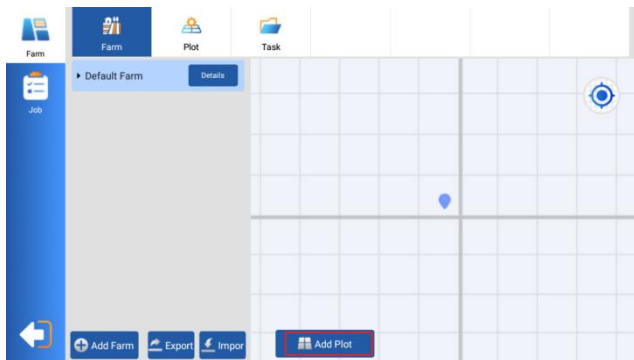 Farm
Farm
Plot
Task
Job
Default Farm
Details
Add Farm
Export
Impor
Add Plot